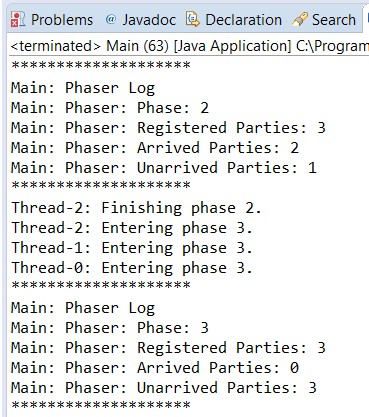 Problems @ Javadoc Declaration Search
<terminated> Main (63) [Java Application] C:\Program
********************
Main: Phaser Log
Main: Phaser: Phase: 2
Main: Phaser: Registered Parties: 3
Main: Phaser: Arrived Parties: 2
Main: Phaser: Unarrived Parties: 1
********************
Thread-2: Finishing phase 2.
Thread-2: Entering phase 3.
Thread-1: Entering phase 3.
Thread-0: Entering phase 3.
********************
Main: Phaser Log
Main: Phaser: Phase: 3
Main: Phaser: Registered Parties: 3
Main: Phaser: Arrived Parties: 0
Main: Phaser: Unarrived Parties: 3
********************